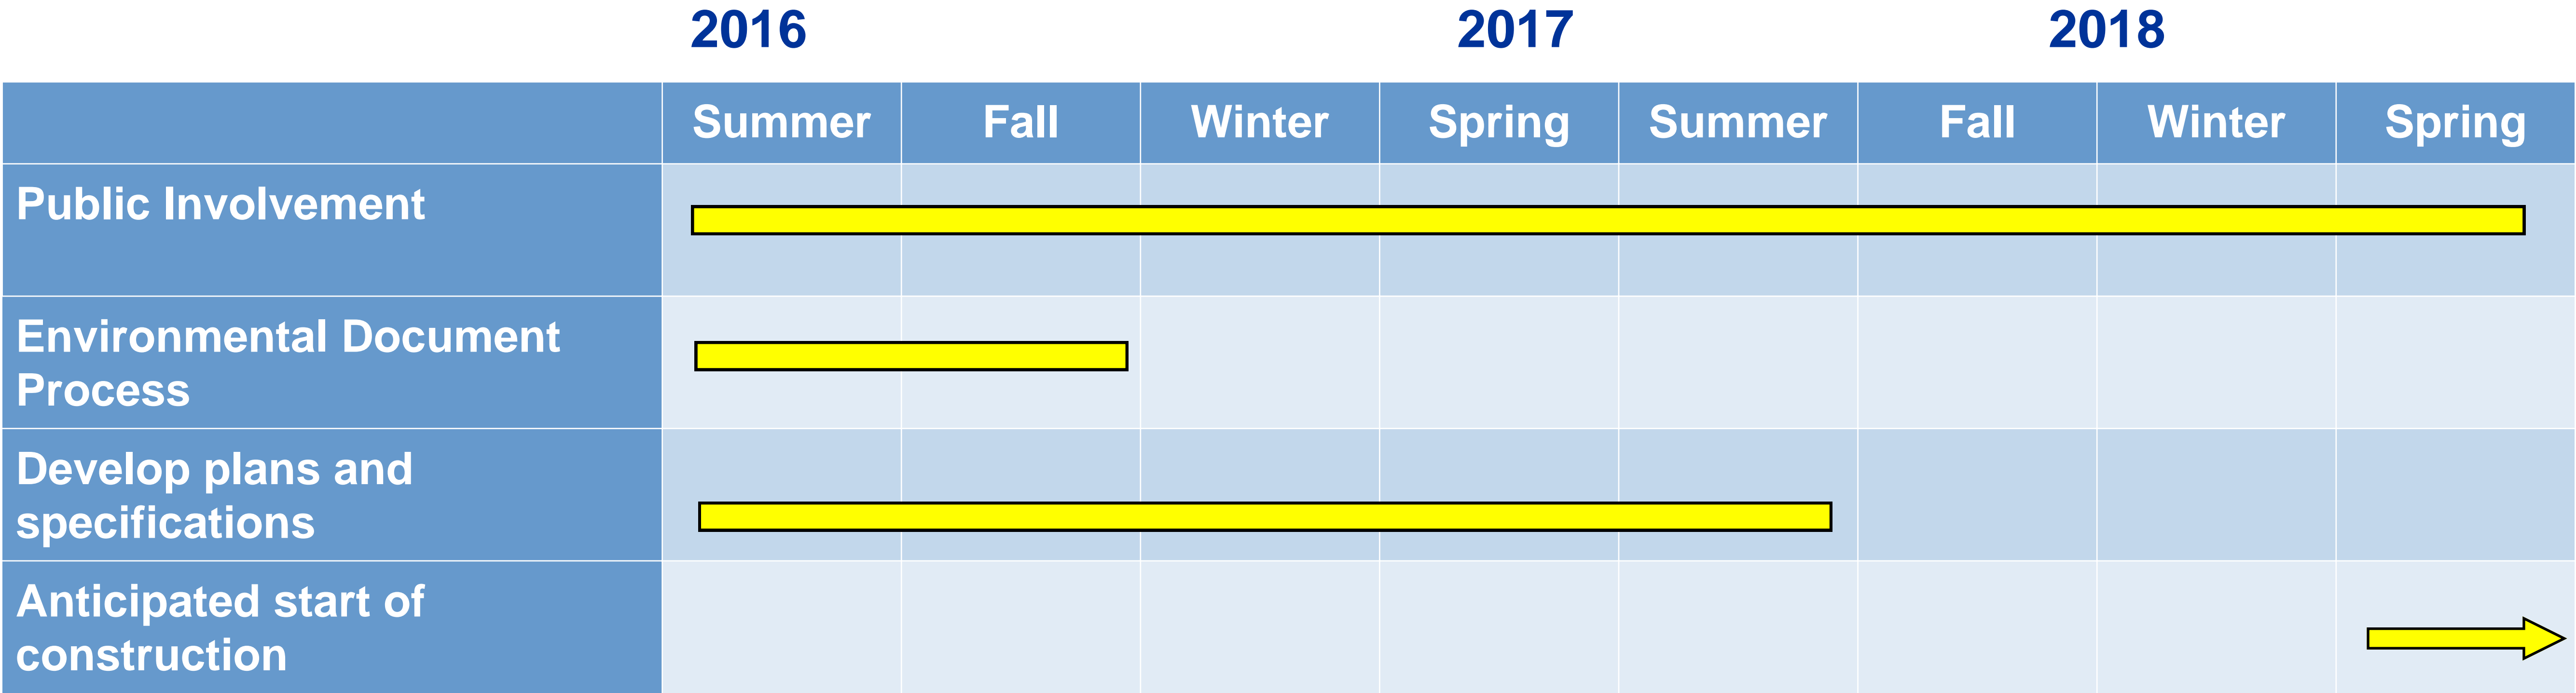 2016 2017 2018
Summer Fall Winter Spring Summer Fall Winter Spring
Public Involvement
Environmental Document
Process
Develop plans and
specifications
Anticipated start of
construction